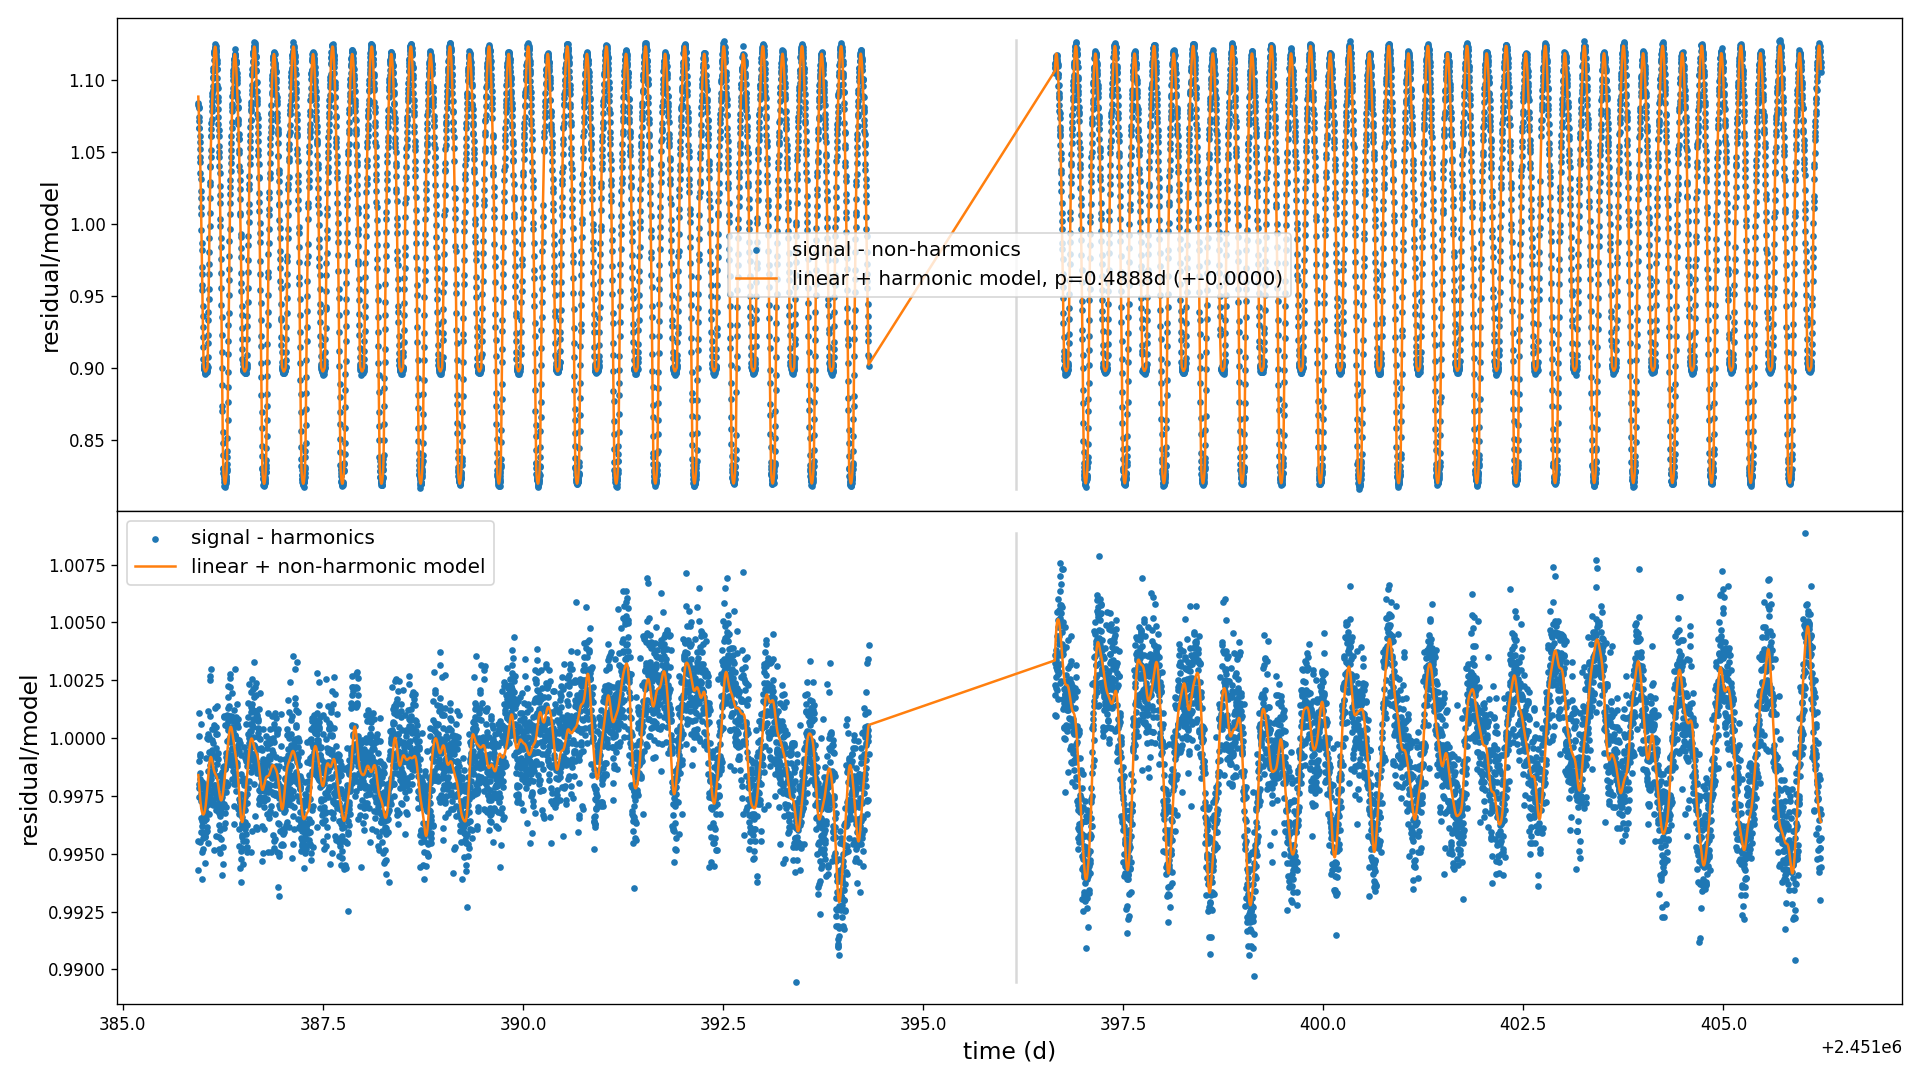 1.10
1.05
1.00
0.95
0.90
0.85
residual/model
signal - non-harmonics
linear + harmonic model, p=0.4888d (+-0.0000)
signal - harmonics
linear + non-harmonic model
1.0075
1.0050
1.0025
1.0000
0.9975
0.9950
0.9925
0.9900
residual/model
385.0
387.5
390.0
392.5
395.0
397.5
400.0
402.5
405.0
time (d)
+2.451e6